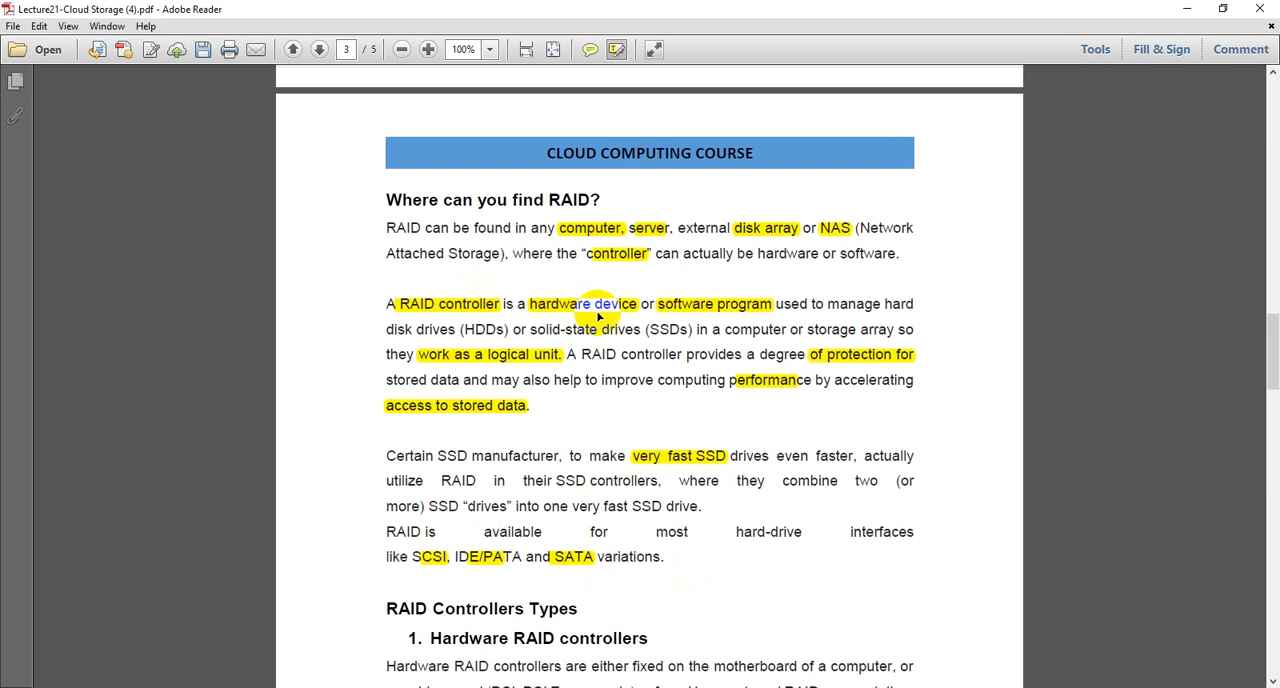 Lecture21-Cloud Storage (4).pdf - Adobe Reader
File Edit View Window Help
Open 3 / 5 100% Tools Fill & Sign Comment
CLOUD COMPUTING COURSE
Where can you find RAID?
RAID can be found in any computer, server, external disk array or NAS (Network
Attached Storage), where the “controller” can actually be hardware or software.
A RAID controller is a hardware device or software program used to manage hard
disk drives (HDDs) or solid-state drives (SSDs) in a computer or storage array so
they work as a logical unit. A RAID controller provides a degree of protection for
stored data and may also help to improve computing performance by accelerating
access to stored data.
Certain SSD manufacturer, to make very fast SSD drives even faster, actually
utilize RAID in their SSD controllers, where they combine two (or
more) SSD “drives” into one very fast SSD drive.
RAID is available for most hard-drive interfaces
like SCSI, IDE/PATA and SATA variations.
RAID Controllers Types
1. Hardware RAID controllers
Hardware RAID controllers are either fixed on the motherboard of a computer, or